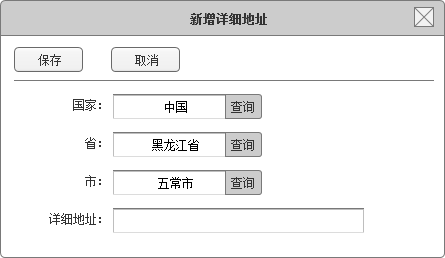 新增详细地址
保存 取消
国家： 中国 查询
省： 黑龙江省 查询
市： 五常市 查询
详细地址：